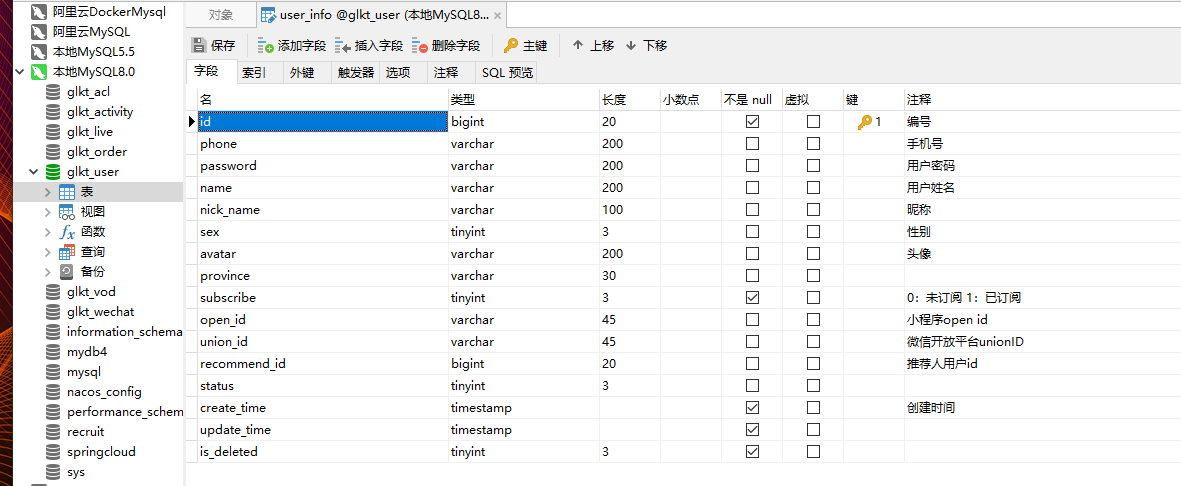 阿里云DockerMysql
阿里云MySQL
本地MySQL5.5
本地MySQL8.0
glkt_acl
glkt_activity
glkt_live
glkt_order
glkt_user
表
视图
函数
查询
备份
glkt_vod
glkt_wechat
information_schema
mydb4
mysql
nacos_config
performance_schem
recruit
springcloud
sys
对象 user_info @glkt_user (本地MySQL8...
保存 添加字段 插入字段 删除字段 主键 上移 下移
字段 索引 外键 触发器 选项 注释 SQL 预览
名 类型 长度 小数点 不是 null 虚拟 键 注释
id bigint 20 1 编号
phone varchar 200 手机号
password varchar 200 用户密码
name varchar 200 用户姓名
nick_name varchar 100 昵称
sex tinyint 3 性别
avatar varchar 200 头像
province varchar 30
subscribe tinyint 3 0：未订阅 1：已订阅
open_id varchar 45 小程序open id
union_id varchar 45 微信开放平台unionID
recommend_id bigint 20 推荐人用户id
status tinyint 3
create_time timestamp 创建时间
update_time timestamp
is_deleted tinyint 3